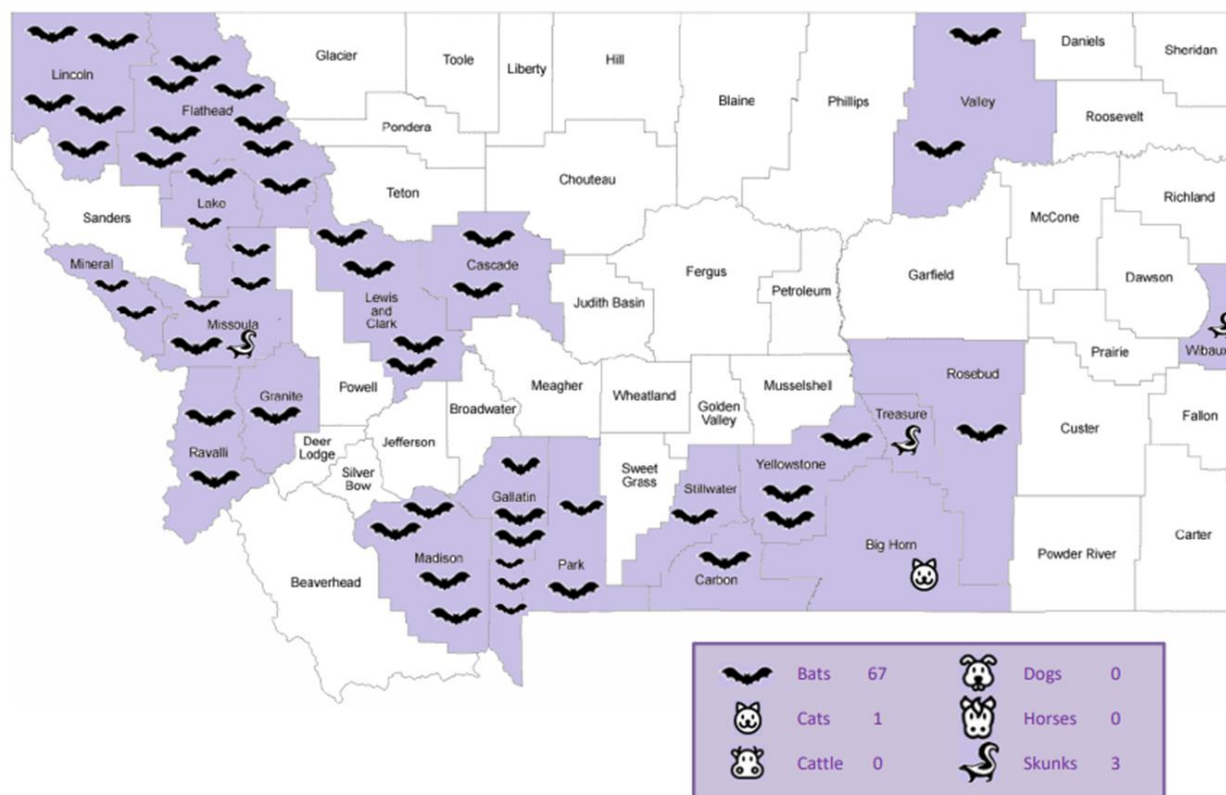 Glacier
Toole
Liberty
Hill
Blaine
Phillips
Valley
Daniels
Sheridan
Lincoln
Flathead
Pondera
Roosevelt
Teton
Chouteau
Richland
McCone
Sanders
Lake
Mineral
Cascade
Fergus
Garfield
Dawson
Judith Basin
Petroleum
Lewis
and
Clark
Missoula
Wibaux
Prairie
Powell
Granite
Meagher
Wheatland
Musselshell
Golden
Valley
Rosebud
Treasure
Custer
Fallon
Broadwater
Jefferson
Deer
Lodge
Silver
Bow
Ravalli
Sweet
Grass
Stillwater
Yellowstone
Gallatin
Park
Madison
Beaverhead
Carbon
Big Horn
Powder River
Carter
Bats 67
Cats 1
Cattle 0
Dogs 0
Horses 0
Skunks 3